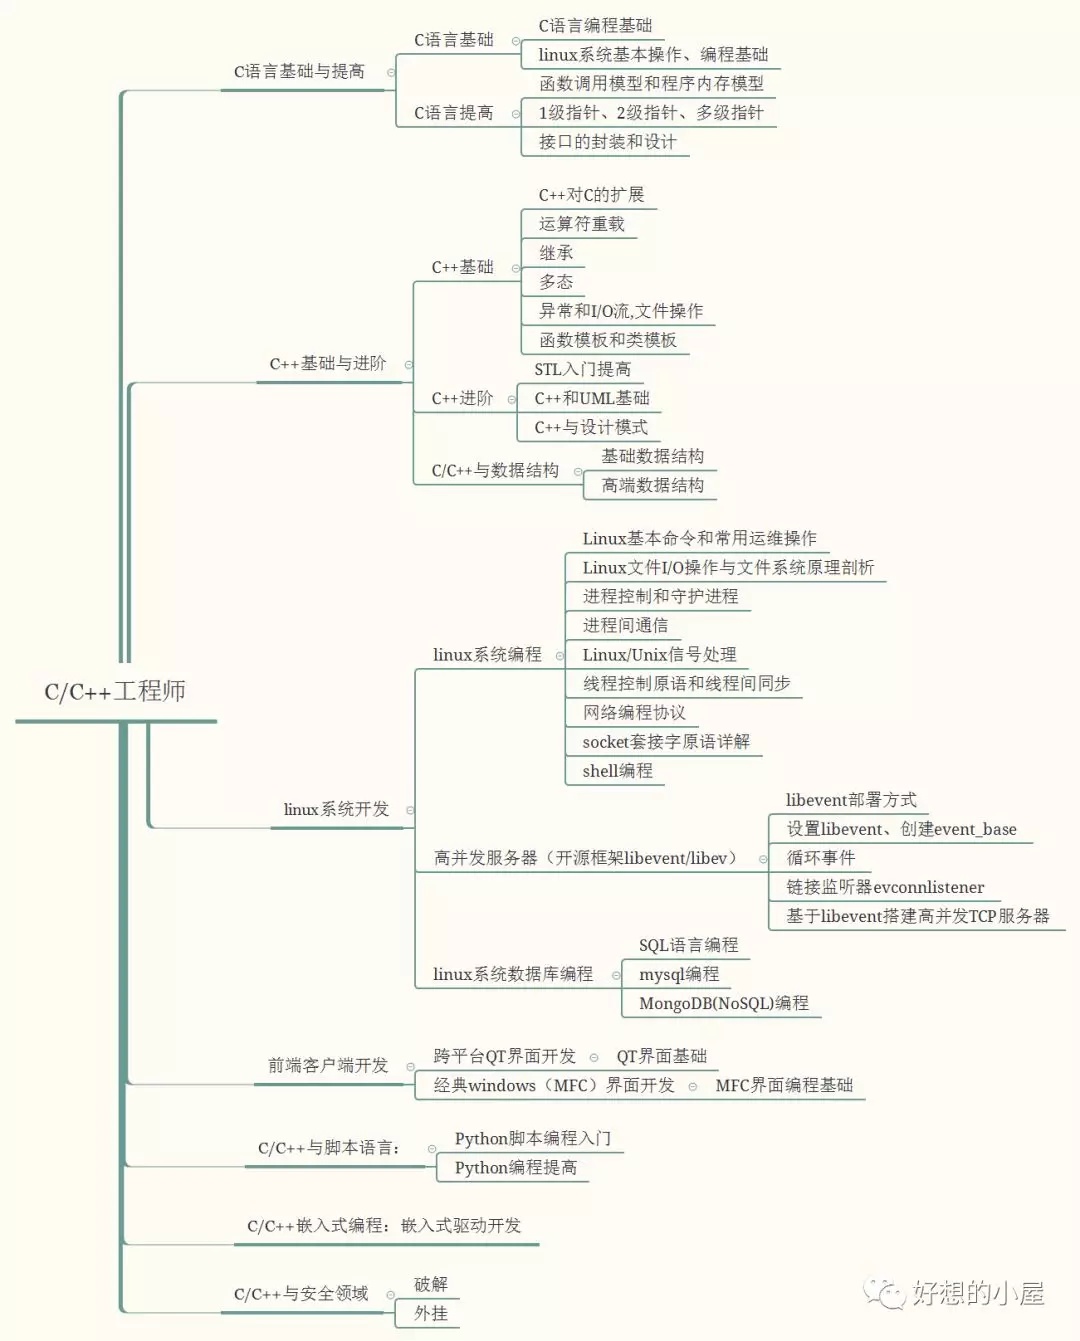 C/C++工程师
C语言基础与提高
C语言基础
C语言编程基础
linux系统基本操作、编程基础
C语言提高
函数调用模型和程序内存模型
1级指针、2级指针、多级指针
接口的封装和设计
C++基础与进阶
C++基础
C++对C的扩展
运算符重载
继承
多态
异常和I/O流,文件操作
函数模板和类模板
C++进阶
STL入门提高
C++和UML基础
C++与设计模式
C/C++与数据结构
基础数据结构
高端数据结构
linux系统开发
linux系统编程
Linux基本命令和常用运维操作
Linux文件I/O操作与文件系统原理剖析
进程控制和守护进程
进程间通信
Linux/Unix信号处理
线程控制原语和线程间同步
网络编程协议
socket套接字原语详解
shell编程
高并发服务器（开源框架libevent/libev）
libevent部署方式
设置libevent、创建event_base
循环事件
链接监听器evconnlistener
基于libevent搭建高并发TCP服务器
linux系统数据库编程
SQL语言编程
mysql编程
MongoDB(NoSQL)编程
前端客户端开发
跨平台QT界面开发
QT界面基础
经典windows（MFC）界面开发
MFC界面编程基础
C/C++与脚本语言：
Python脚本编程入门
Python编程提高
C/C++嵌入式编程：嵌入式驱动开发
C/C++与安全领域
破解
外挂
好想的小屋